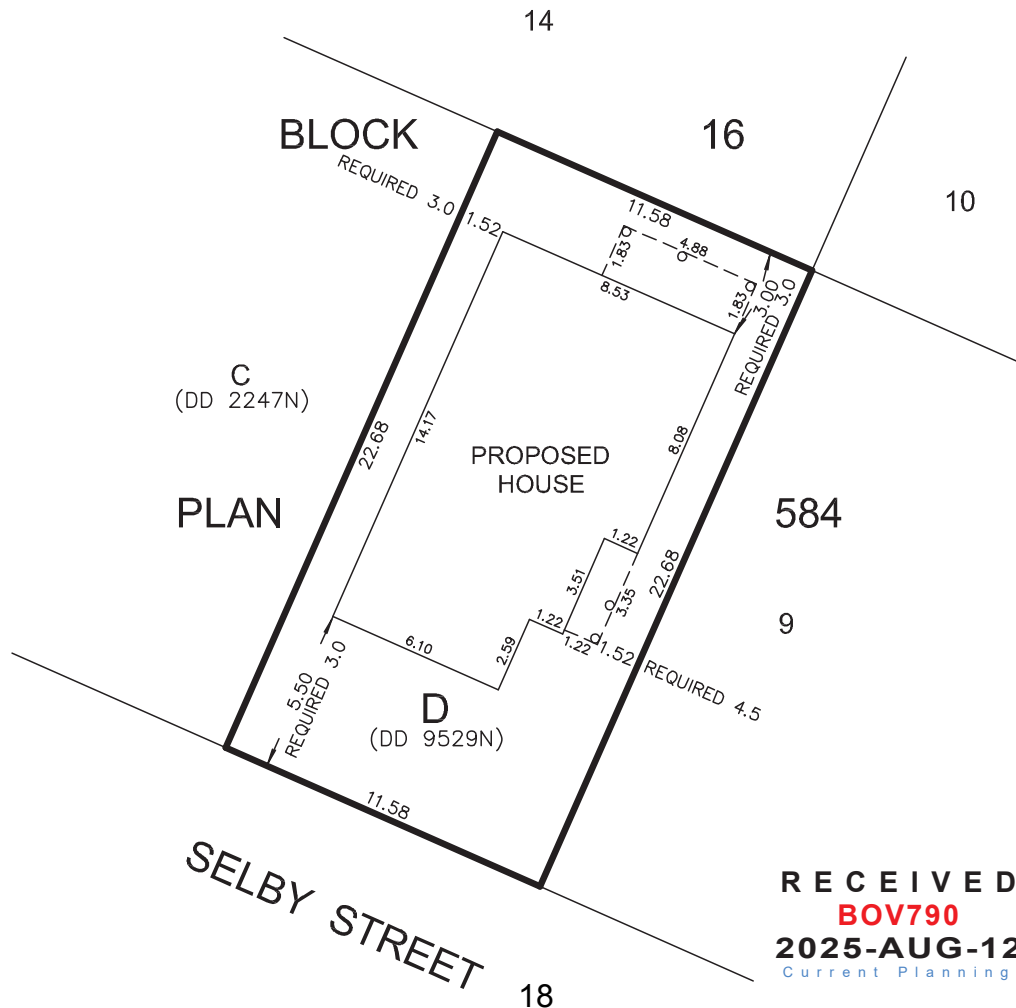 14
BLOCK
16
REQUIRED 3.0
1.52
11.58
10
1.83
4.88
8.53
1.83
3.00
REQUIRED 3.0
C
(DD 2247N)
22.68
14.17
8.08
PROPOSED
HOUSE
PLAN
584
1.22
3.51
3.35
22.68
9
1.22
1.22
1.52
REQUIRED 4.5
6.10
2.59
5.50
REQUIRED 3.0
D
(DD 9529N)
11.58
SELBY STREET
18
RECEIVED
BOV790
2025-AUG-12
Current Planning